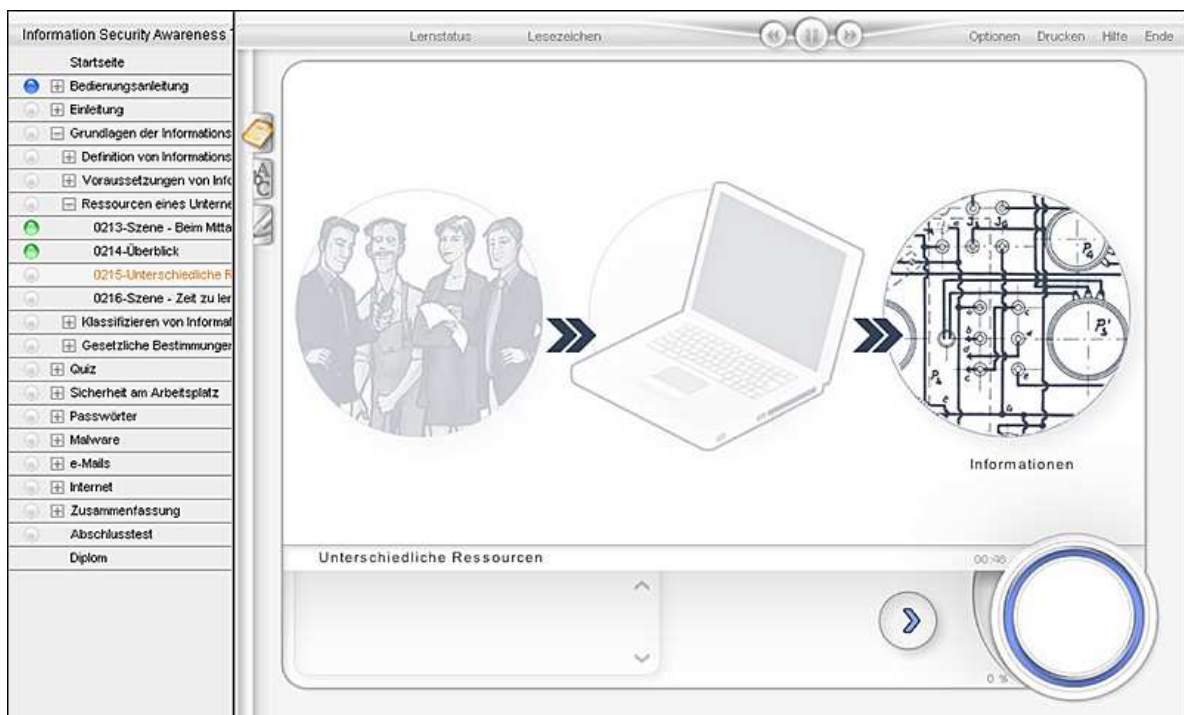 Information Security Awareness
Startseite
Bedienungsanleitung
Einleitung
Grundlagen der Informations
Definition von Informations
Voraussetzungen von Info
Ressourcen eines Unterne
0213-Szene - Beim Mitta
0214-Überblick
0215-Unterschiedliche R
0216-Szene - Zeit zu ler
Klassifizieren von Informat
Gesetzliche Bestimmunger
Quiz
Sicherheit am Arbeitsplatz
Passwörter
Malware
e-Mails
Internet
Zusammenfassung
Abschlusstest
Diplom
Lernstatus Lesezeichen Optionen Drucken Hilfe Ende
Informationen
Unterschiedliche Ressourcen 00:46
0 %